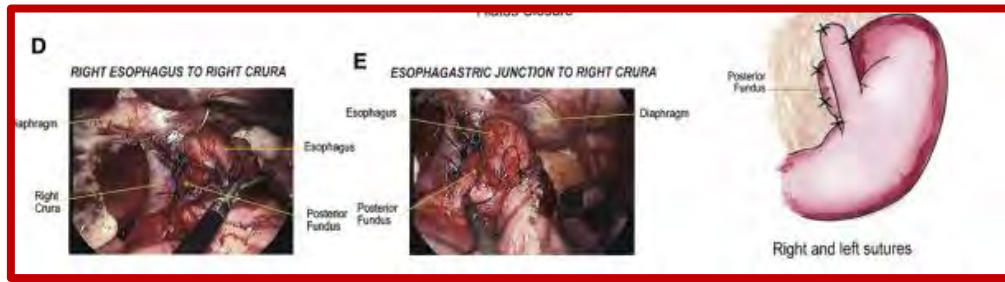 D
RIGHT ESOPHAGUS TO RIGHT CRURA
Esophagus
Right
Crura
Posterior
Fundus
E
ESOPHAGASTRIC JUNCTION TO RIGHT CRURA
Esophagus
Diaphragm
Posterior
Fundus
Posterior
Fundus
Right and left sutures